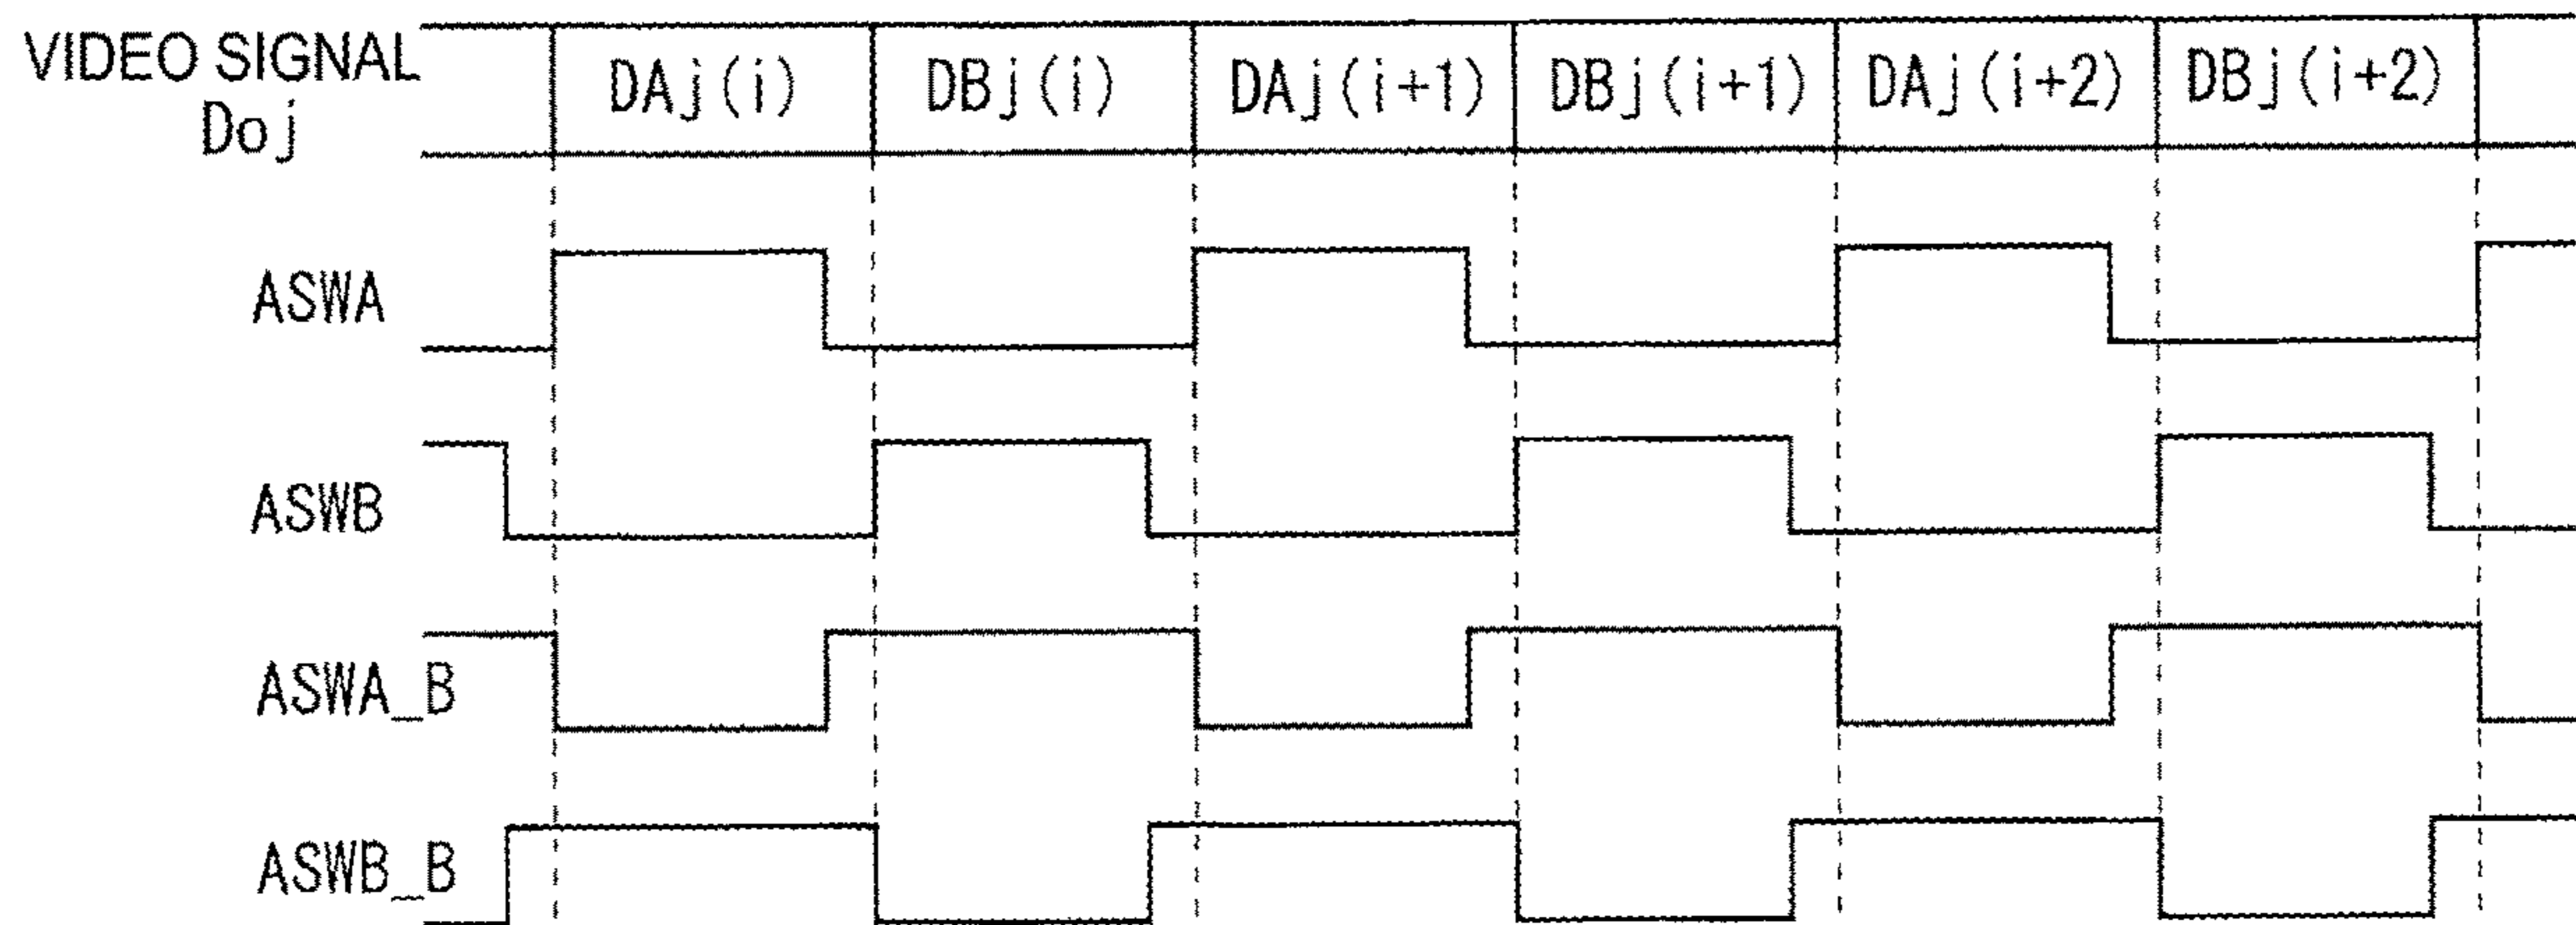 VIDEO SIGNAL
Doj
DAj(i) DBj(i) DAj(i+1) DBj(i+1) DAj(i+2) DBj(i+2)
ASWA
ASWB
ASWA_B
ASWB_B